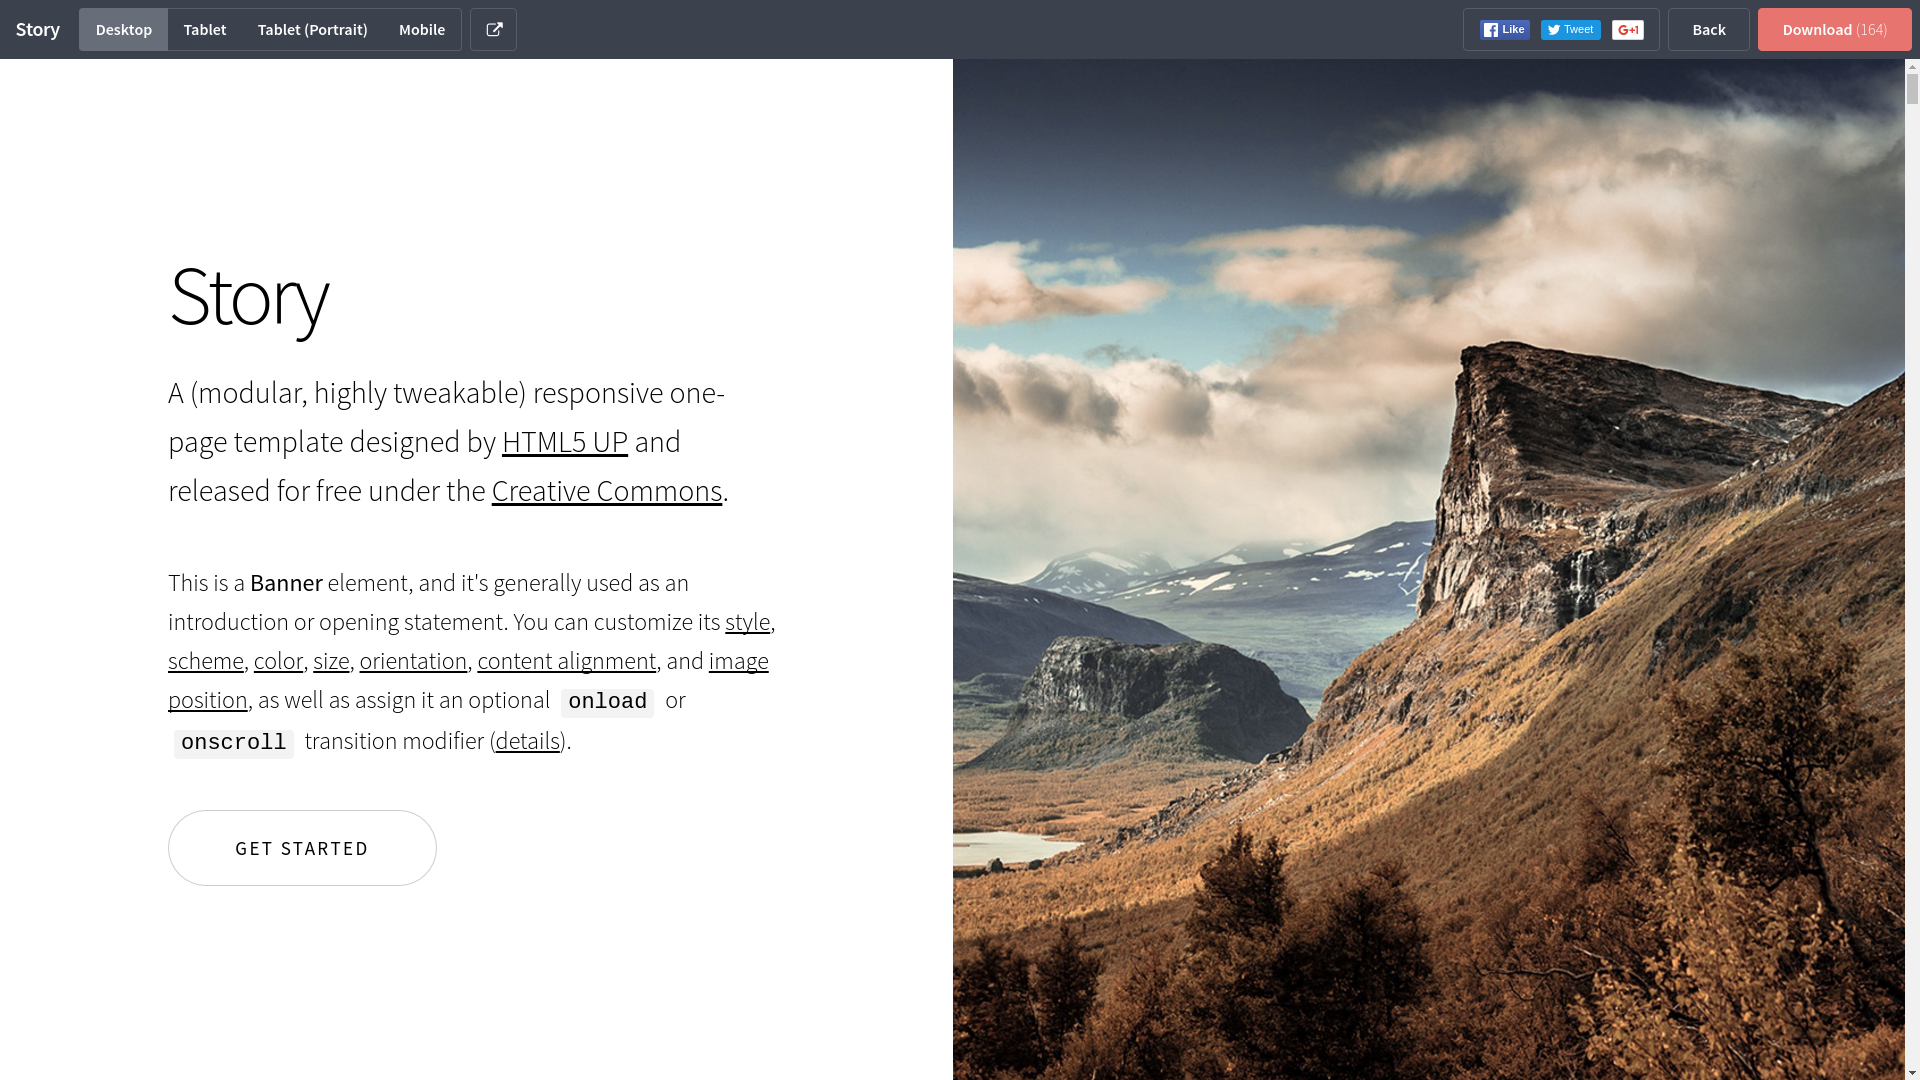 Story
Desktop
Tablet
Tablet (Portrait)
Mobile
Like
Tweet
G+1
Back
Download (164)
Story
A (modular, highly tweakable) responsive one-
page template designed by HTML5 UP and
released for free under the Creative Commons.
This is a Banner element, and it's generally used as an
introduction or opening statement. You can customize its style,
scheme, color, size, orientation, content alignment, and image
position, as well as assign it an optional onload or
onscroll transition modifier (details).
GET STARTED